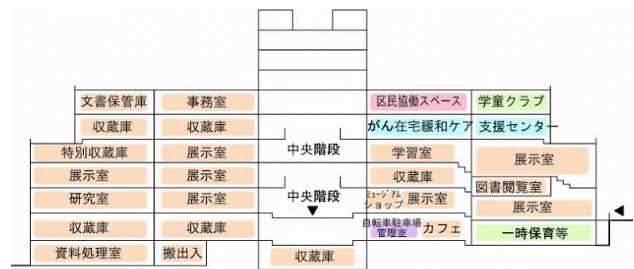 文書保管庫 事務室 区民協働スペース 学童クラブ
収蔵庫 収蔵庫 がん在宅緩和ケア 支援センター
特別収蔵庫 展示室 中央階段 学習室 展示室
展示室 展示室 収蔵庫
図書閲覧室
研究室 展示室 中央階段 ミュージアム
ショップ 展示室 展示室
収蔵庫 収蔵庫 自転車駐車場
管理室 カフェ 一時保育等
資料処理室 搬出入 収蔵庫